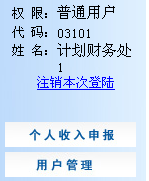 权 限：普通用户
代 码：03101
姓 名：计划财务处
1
注销本次登陆
个人收入申报
用户管理